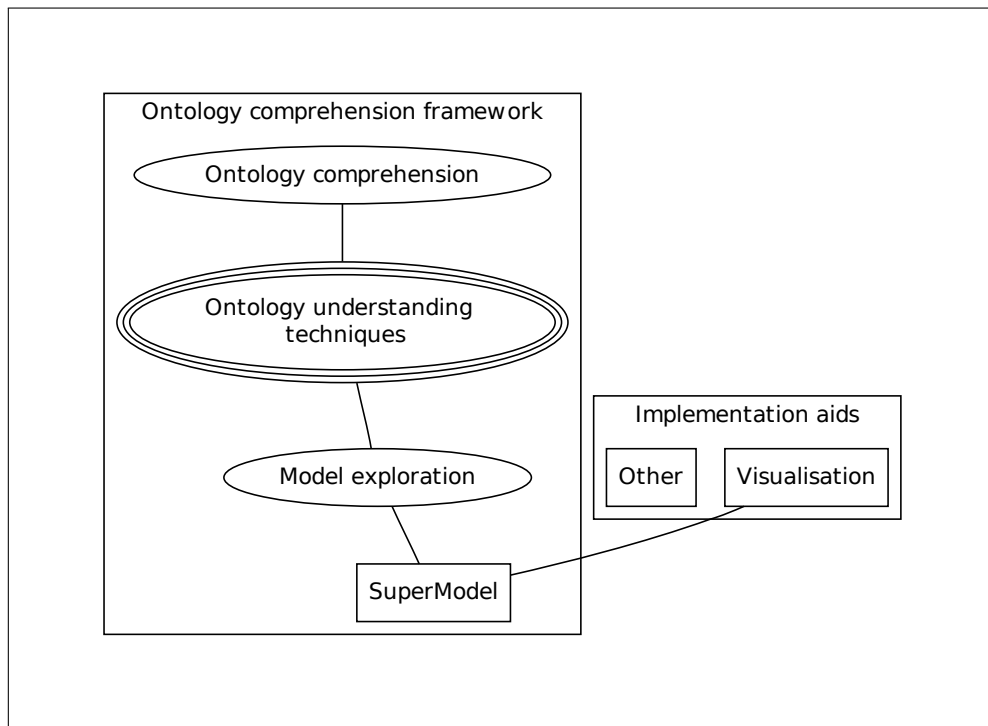 Ontology comprehension framework
Ontology comprehension
Ontology understanding
techniques
Model exploration
SuperModel
Implementation aids
Other
Visualisation